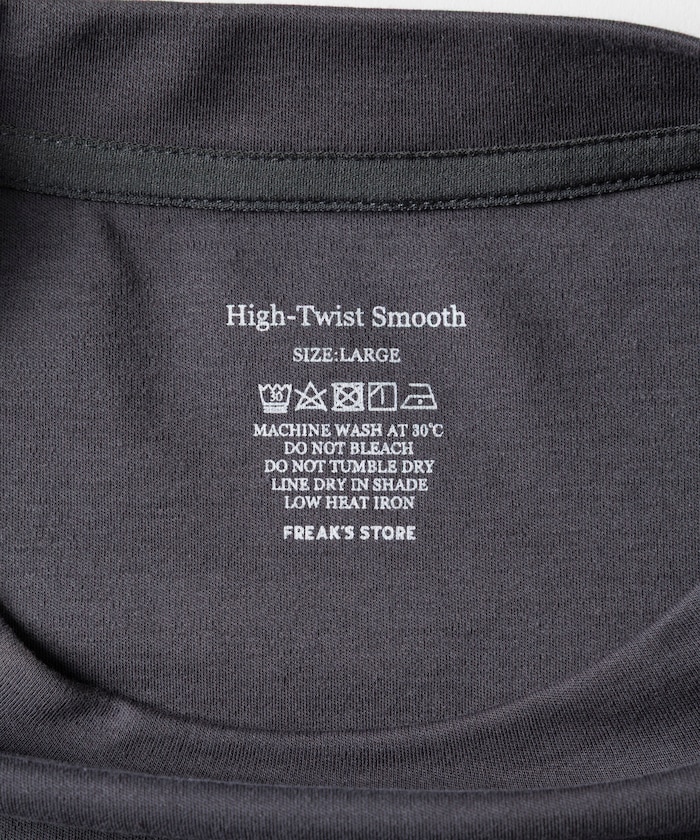 High-Twist Smooth
SIZE:LARGE
30
MACHINE WASH AT 30℃
DO NOT BLEACH
DO NOT TUMBLE DRY
LINE DRY IN SHADE
LOW HEAT IRON
FREAK'S STORE